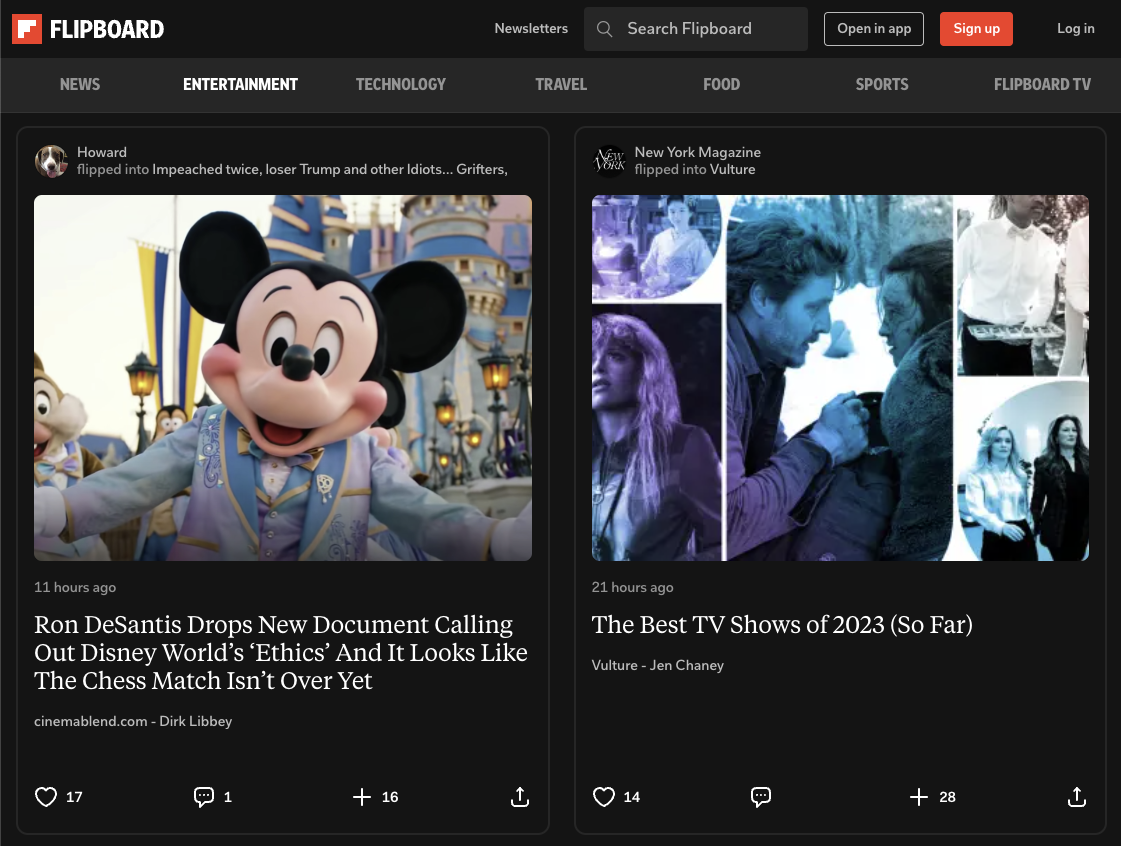 FLIPBOARD
Newsletters
Search Flipboard
Open in app
Sign up
Log in
NEWS
ENTERTAINMENT
TECHNOLOGY
TRAVEL
FOOD
SPORTS
FLIPBOARD TV
Howard
flipped into Impeached twice, loser Trump and other Idiots... Grifters,
11 hours ago
Ron DeSantis Drops New Document Calling
Out Disney World’s ‘Ethics’ And It Looks Like
The Chess Match Isn’t Over Yet
cinemablend.com - Dirk Libbey
17
1
16
NEW YORK
New York Magazine
flipped into Vulture
21 hours ago
The Best TV Shows of 2023 (So Far)
Vulture - Jen Chaney
14
28